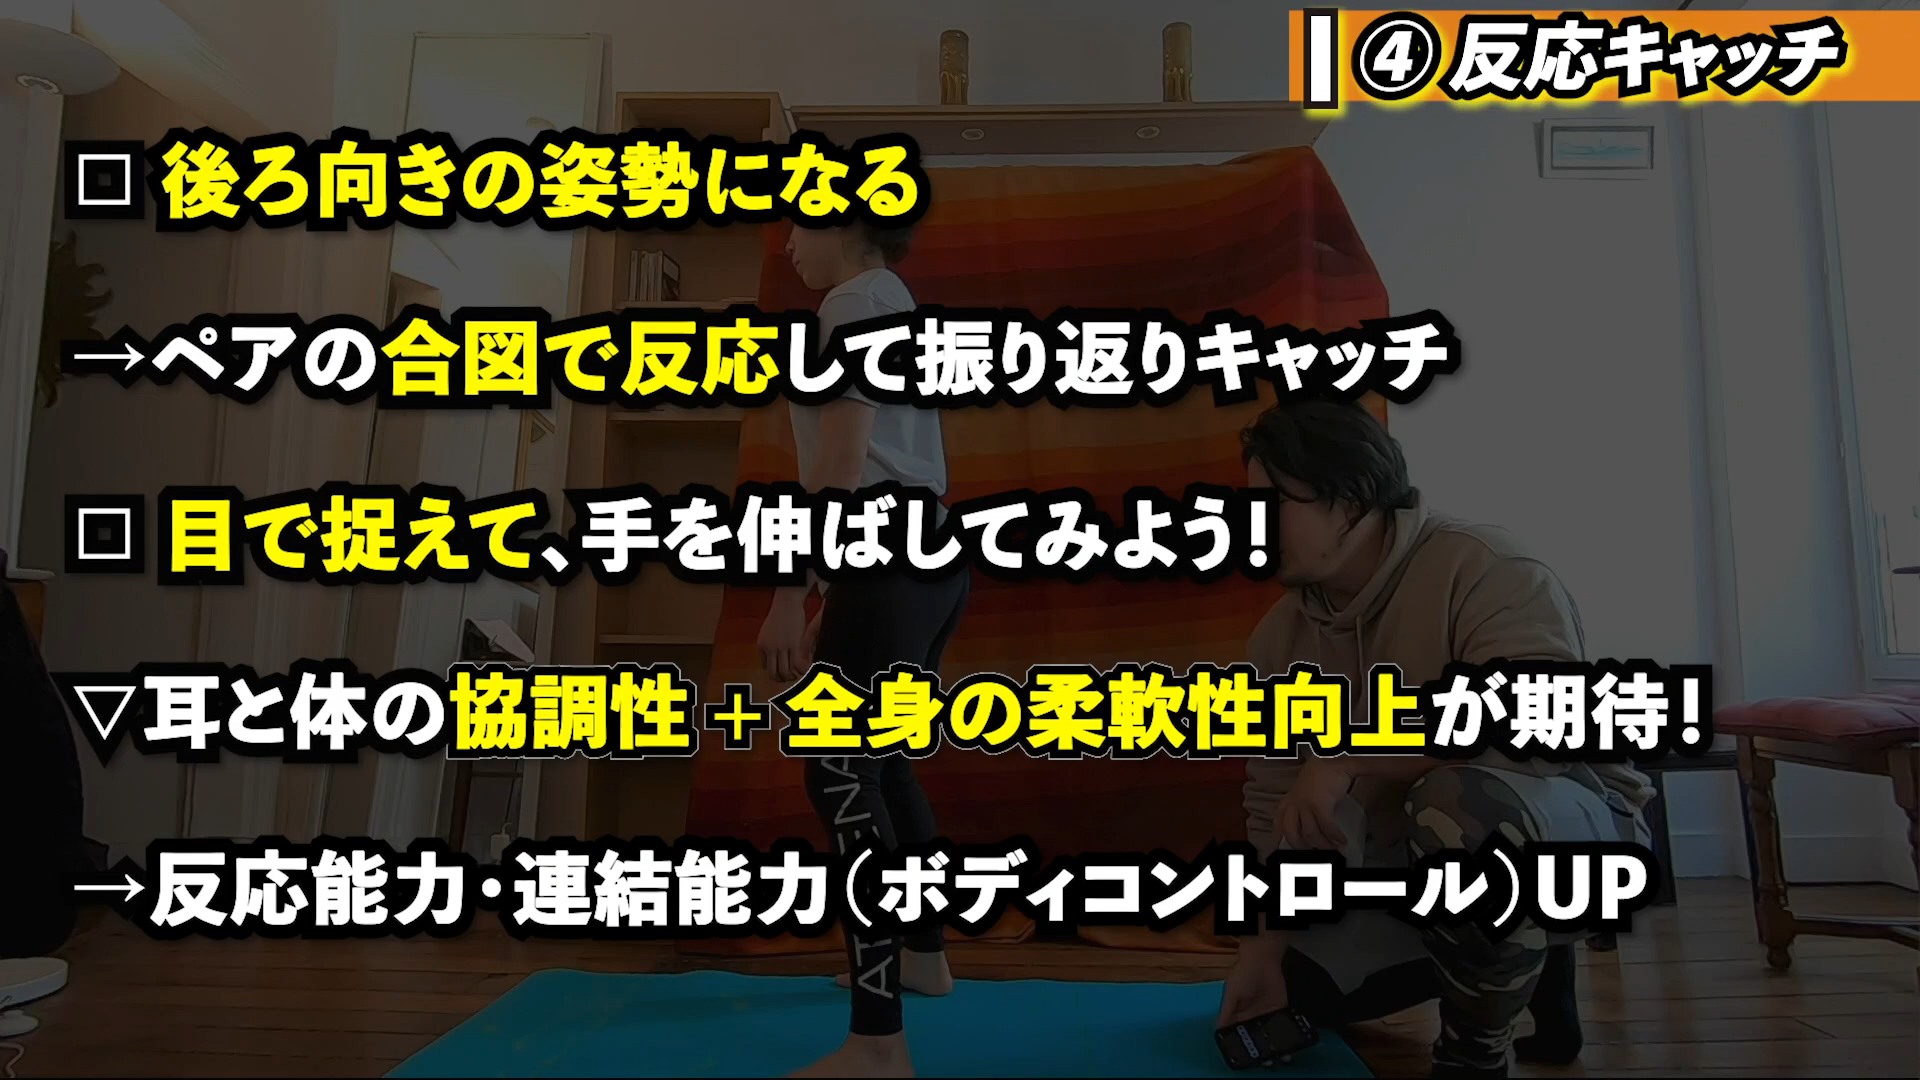 ④ 反応キャッチ
□ 後ろ向きの姿勢になる
→ペアの合図で反応して振り返りキャッチ
□ 目で捉えて、手を伸ばしてみよう!
▽耳と体の協調性 + 全身の柔軟性向上が期待!
→反応能力・連結能力(ボディコントロール)UP